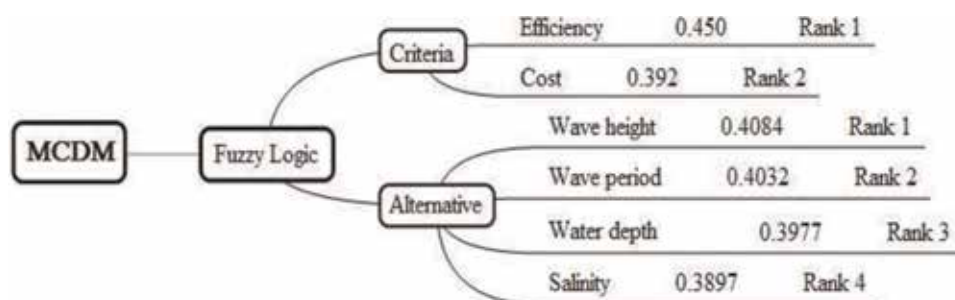 Efficiency 0.450 Rank 1
Criteria
Cost 0.392 Rank 2
Wave height 0.4084 Rank 1
MCDM
Fuzzy Logic
Wave period 0.4032 Rank 2
Alternative
Water depth 0.3977 Rank 3
Salinity 0.3897 Rank 4